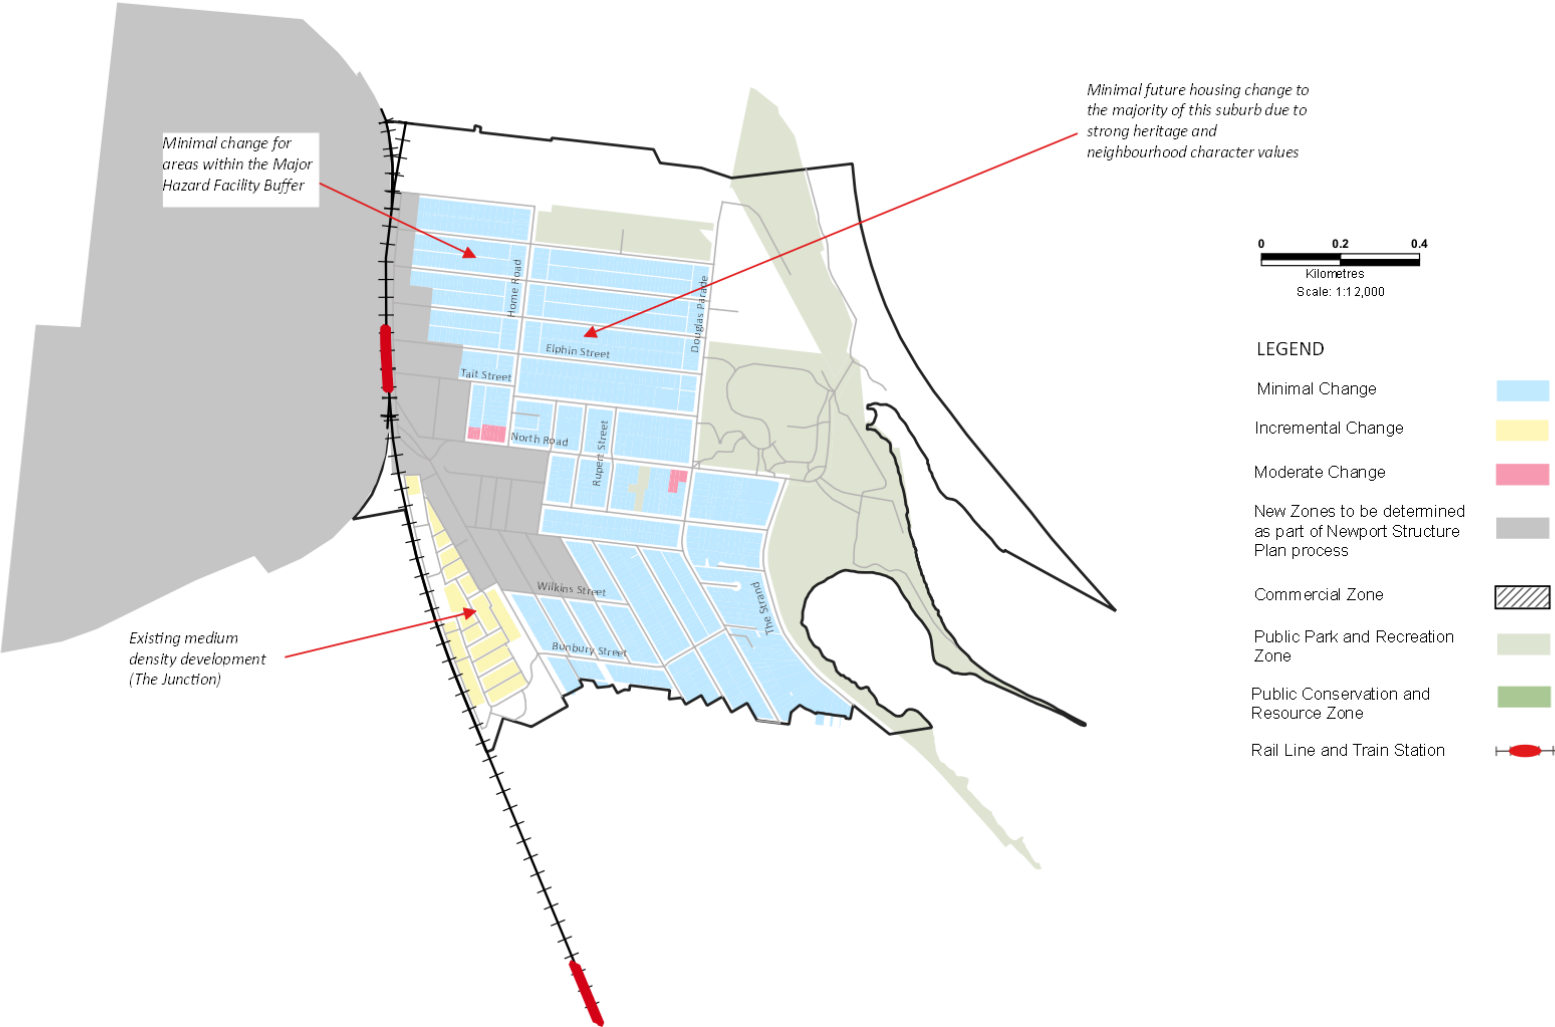 Minimal future housing change to
the majority of this suburb due to
strong heritage and
neighbourhood character values
Minimal change for
areas within the Major
Hazard Facility Buffer
Existing medium
density development
(The Junction)
Home Road
Douglas Parade
Elphin Street
Tait Street
North Road
Rupert Street
Wilkins Street
The Strand
Bunbury Street
0 0.2 0.4
Kilometres
Scale: 1:12,000
LEGEND
Minimal Change
Incremental Change
Moderate Change
New Zones to be determined
as part of Newport Structure
Plan process
Commercial Zone
Public Park and Recreation
Zone
Public Conservation and
Resource Zone
Rail Line and Train Station